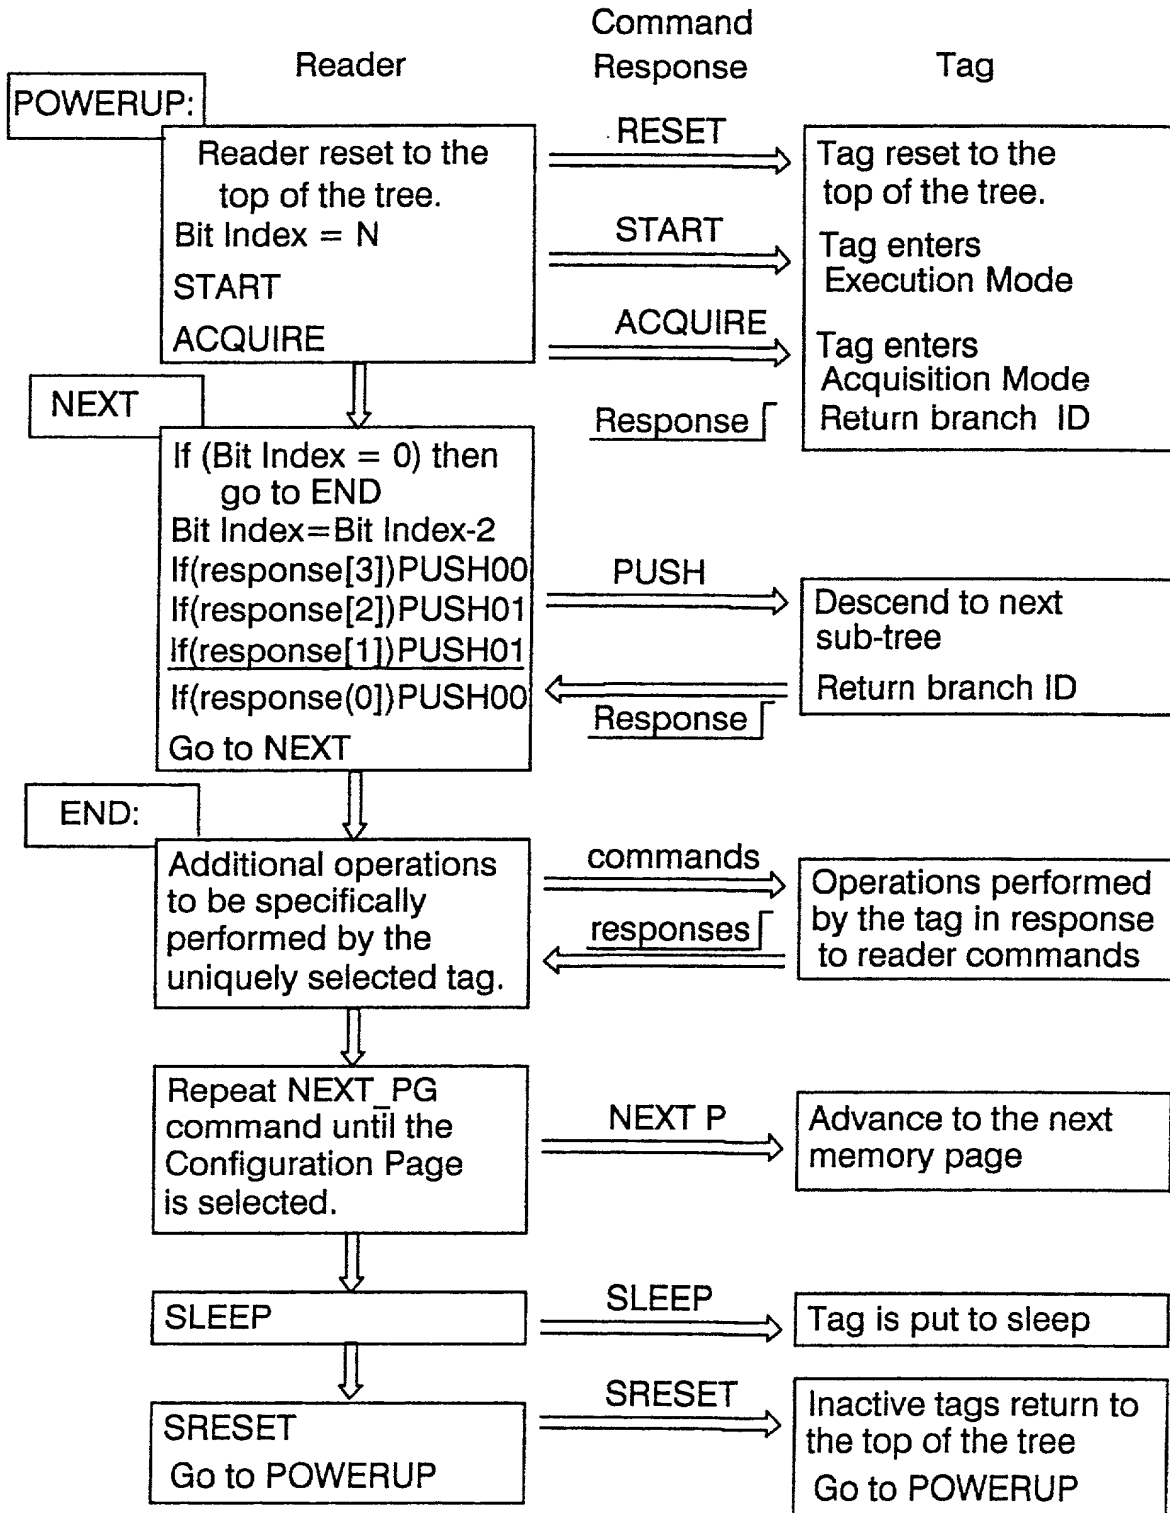 Command
Reader Response Tag
POWERUP:
Reader reset to the
top of the tree.
Bit Index = N
START
ACQUIRE
RESET
START
ACQUIRE
Response
Tag reset to the
top of the tree.
Tag enters
Execution Mode
Tag enters
Acquisition Mode
Return branch ID
NEXT
If (Bit Index = 0) then
go to END
Bit Index=Bit Index-2
If(response[3])PUSH00
If(response[2])PUSH01
If(response[1])PUSH01
If(response(0])PUSH00
Go to NEXT
PUSH
Response
Descend to next
sub-tree
Return branch ID
END:
Additional operations
to be specifically
performed by the
uniquely selected tag.
commands
responses
Operations performed
by the tag in response
to reader commands
Repeat NEXT_PG
command until the
Configuration Page
is selected.
NEXT P
Advance to the next
memory page
SLEEP
SLEEP
Tag is put to sleep
SRESET
Go to POWERUP
SRESET
Inactive tags return to
the top of the tree
Go to POWERUP